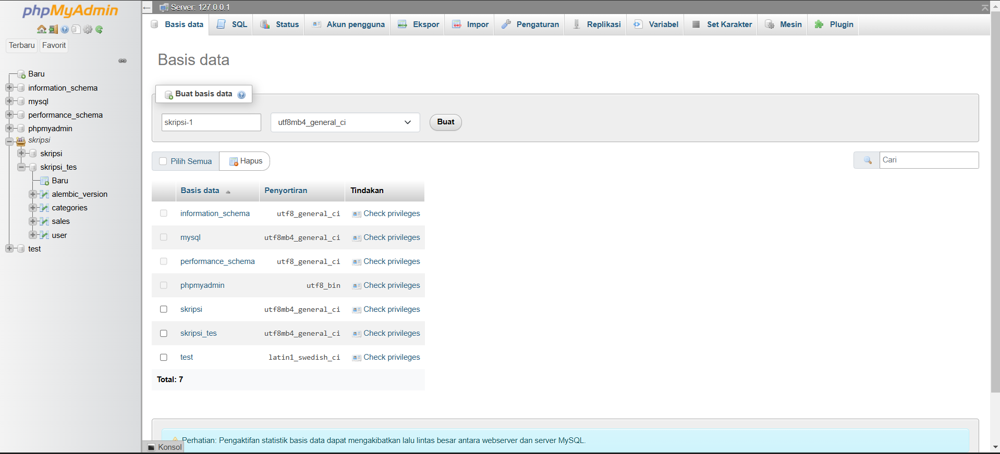 phpMyAdmin
Terbaru Favorit
Baru
information_schema
mysql
performance_schema
phpmyadmin
skripsi
skripsi
skripsi_tes
Baru
alembic_version
categories
sales
user
test
Server: 127.0.0.1
Basis data SQL Status Akun pengguna Ekspor Impor Pengaturan Replikasi Variabel Set Karakter Mesin Plugin
Basis data
Buat basis data
skripsi-1 utf8mb4_general_ci Buat
Pilih Semua Hapus Cari
Basis data Penyortiran Tindakan
information_schema utf8_general_ci Check privileges
mysql utf8mb4_general_ci Check privileges
performance_schema utf8_general_ci Check privileges
phpmyadmin utf8_bin Check privileges
skripsi utf8mb4_general_ci Check privileges
skripsi_tes utf8mb4_general_ci Check privileges
test latin1_swedish_ci Check privileges
Total: 7
Perhatian: Pengaktifan statistik basis data dapat mengakibatkan lalu lintas besar antara webserver dan server MySQL.
Konsol